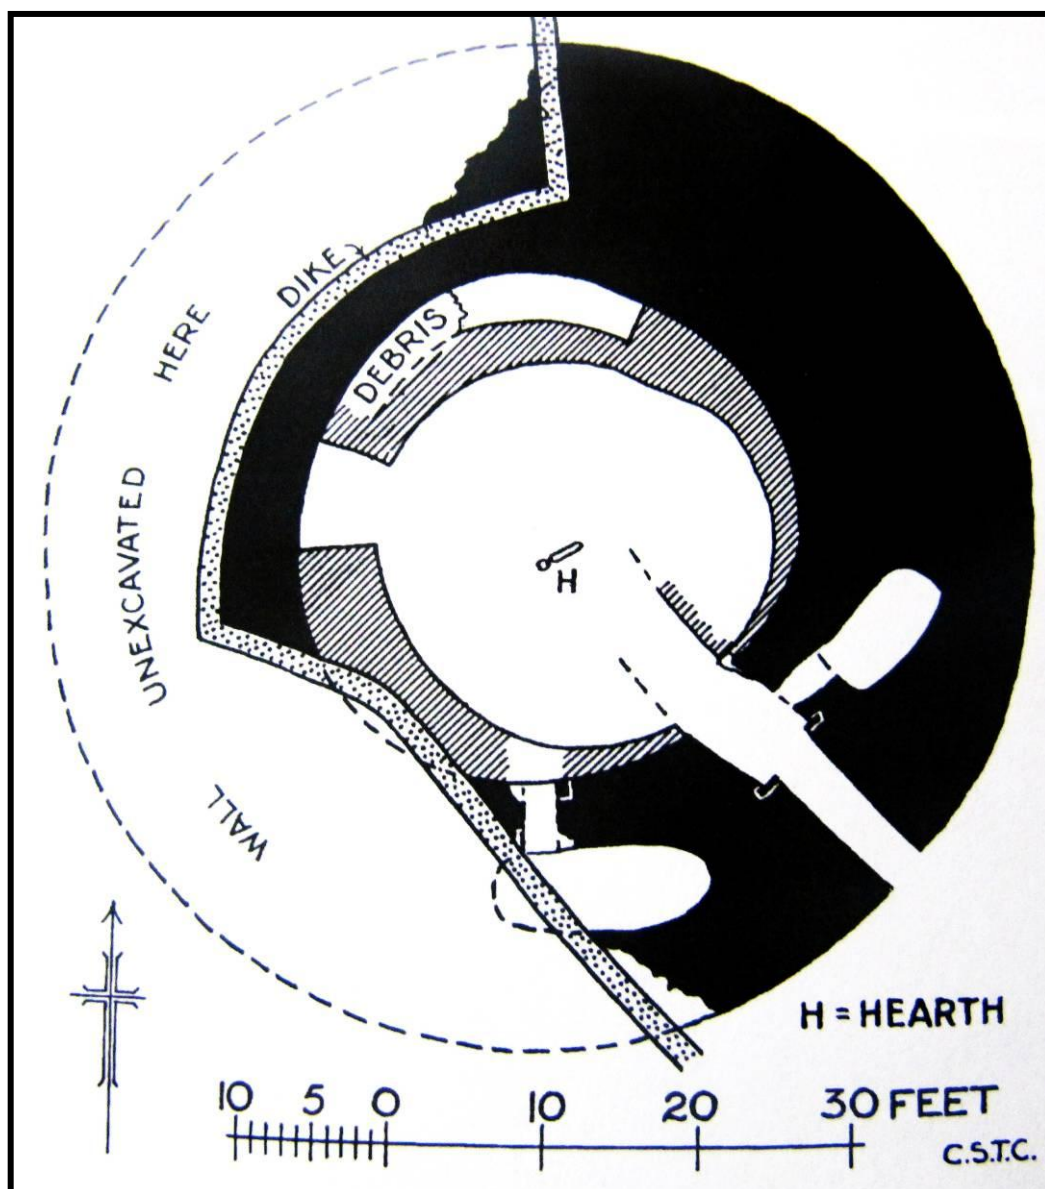 DIKE
HERE
DEBRIS
UNEXCAVATED
H
WALL
H = HEARTH
10 5 0 10 20 30 FEET
C.S.T.C.